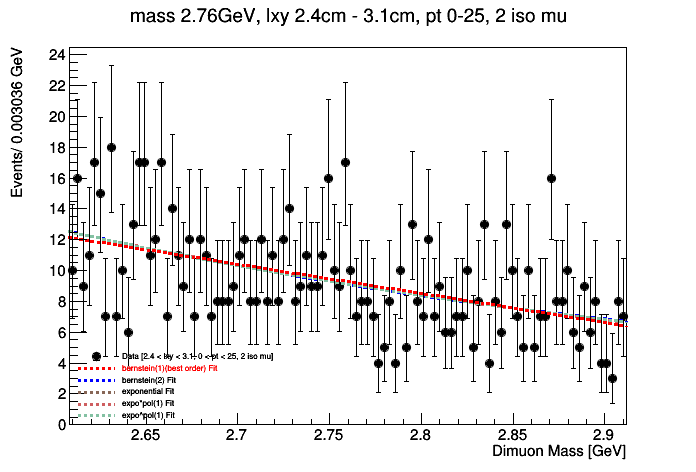 mass 2.76GeV, lxy 2.4cm - 3.1cm, pt 0-25, 2 iso mu
Events/ 0.003036 GeV
24
22
20
18
16
14
12
10
8
6
4
2
0
Data [2.4 < lxy < 3.1, 0 < pt < 25, 2 iso mu]
bernstein(1)(best order) Fit
bernstein(2) Fit
exponential Fit
expo*pol(1) Fit
expo^pol(1) Fit
2.65 2.7 2.75 2.8 2.85 2.9
Dimuon Mass [GeV]